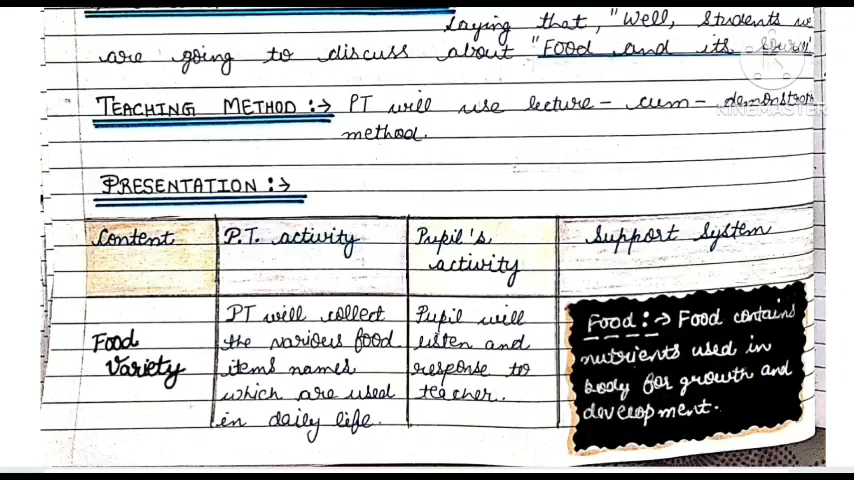 saying that, "Well, students we
are going to discuss about "Food and its
TEACHING METHOD :→ PT will use lecture - cum - demonstrat
method.
KINEMASTER
PRESENTATION :→
Content
P.T. activity
Pupil's
activity
Support System
Food
Variety
PT will collect
the various food
items names
which are used
in daily life.
Pupil will
listen and
response to
teacher.
Food :→ Food contains
nutrients used in
body for growth and
development.